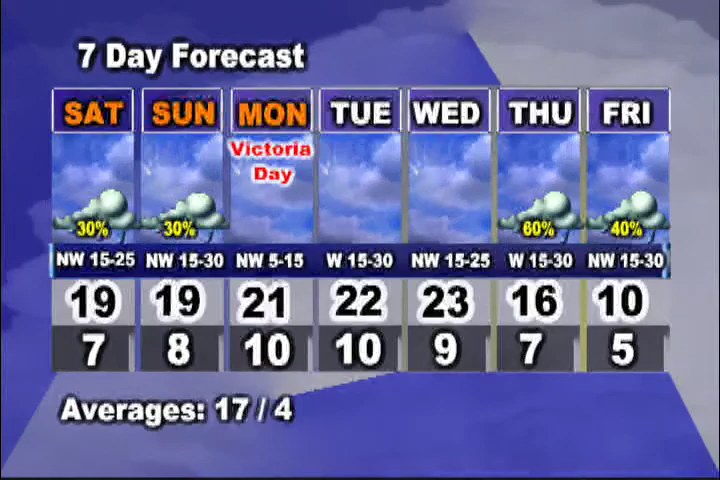 7 Day Forecast
SAT SUN MON TUE WED THU FRI
Victoria
Day
30% 30% 60% 40%
NW 15-25 NW 15-30 NW 5-15 W 15-30 NW 15-25 W 15-30 NW 15-30
19 19 21 22 23 16 10
7 8 10 10 9 7 5
Averages: 17 / 4